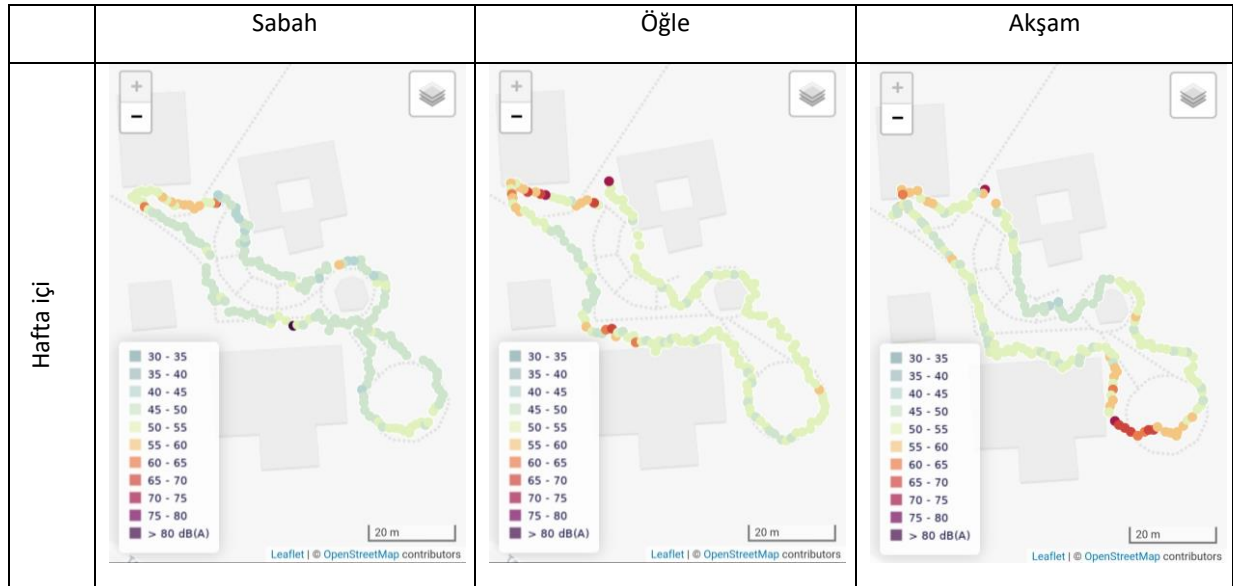 Sabah
Öğle
Akşam
Hafta içi
+
−
30 - 35
35 - 40
40 - 45
45 - 50
50 - 55
55 - 60
60 - 65
65 - 70
70 - 75
75 - 80
> 80 dB(A)
20 m
Leaflet | © OpenStreetMap contributors
+
−
30 - 35
35 - 40
40 - 45
45 - 50
50 - 55
55 - 60
60 - 65
65 - 70
70 - 75
75 - 80
> 80 dB(A)
20 m
Leaflet | © OpenStreetMap contributors
+
−
30 - 35
35 - 40
40 - 45
45 - 50
50 - 55
55 - 60
60 - 65
65 - 70
70 - 75
75 - 80
> 80 dB(A)
20 m
Leaflet | © OpenStreetMap contributors